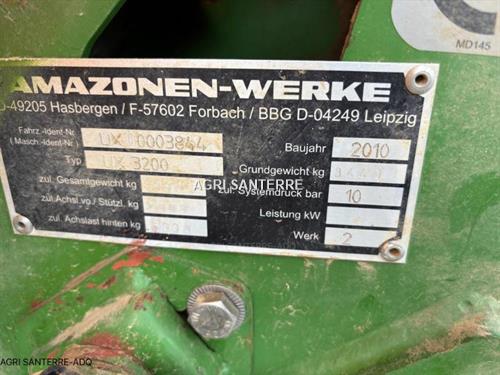 MD145
AMAZONEN-WERKE
D-49205 Hasbergen / F-57602 Forbach / BBG D-04249 Leipzig
Fahrz.-Ident-Nr
(Masch.-Ident-Nr) UX 0003844
Baujahr 2010
Typ UX 3200
Grundgewicht kg
zul. Gesamtgewicht kg
AGRI SANTERRE
zul. Systemdruck bar 10
zul. Achsl.vo./ Stützl. kg
Leistung kW
zul. Achslast hinten kg
Werk 2
AGRI SANTERRE-ADQ